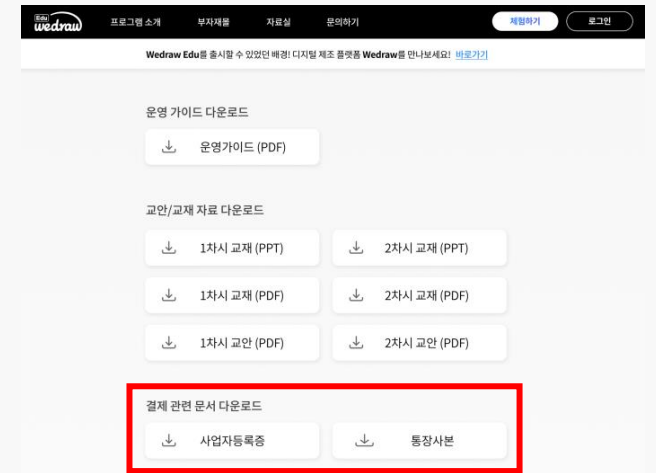 Edu
wedraw
프로그램 소개 부자재몰 자료실 문의하기 체험하기 로그인
Wedraw Edu를 출시할 수 있었던 배경! 디지털 제조 플랫폼 Wedraw를 만나보세요! 바로가기
운영 가이드 다운로드
운영가이드 (PDF)
교안/교재 자료 다운로드
1차시 교재 (PPT) 2차시 교재 (PPT)
1차시 교재 (PDF) 2차시 교재 (PDF)
1차시 교안 (PDF) 2차시 교안 (PDF)
결제 관련 문서 다운로드
사업자등록증 통장사본